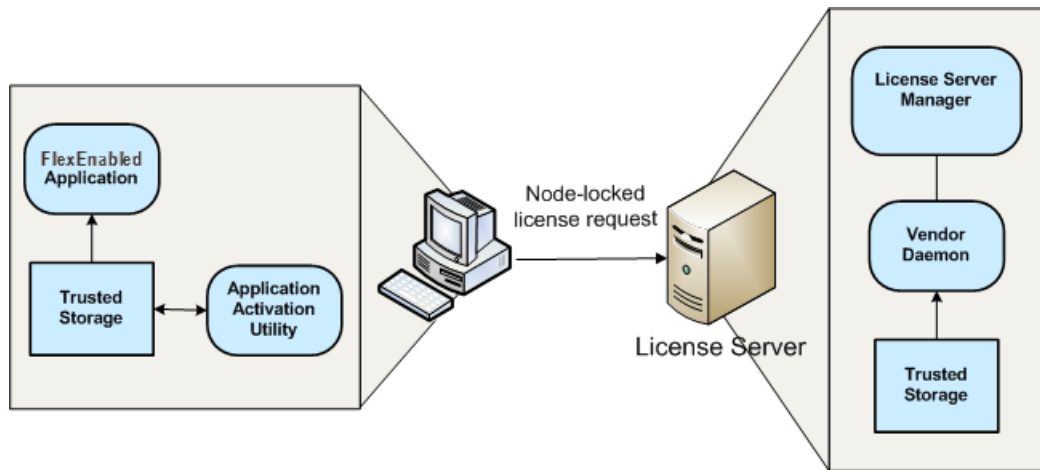 FlexEnabled
Application
Trusted
Storage
Application
Activation
Utility
Node-locked
license request
License Server
License Server
Manager
Vendor
Daemon
Trusted
Storage